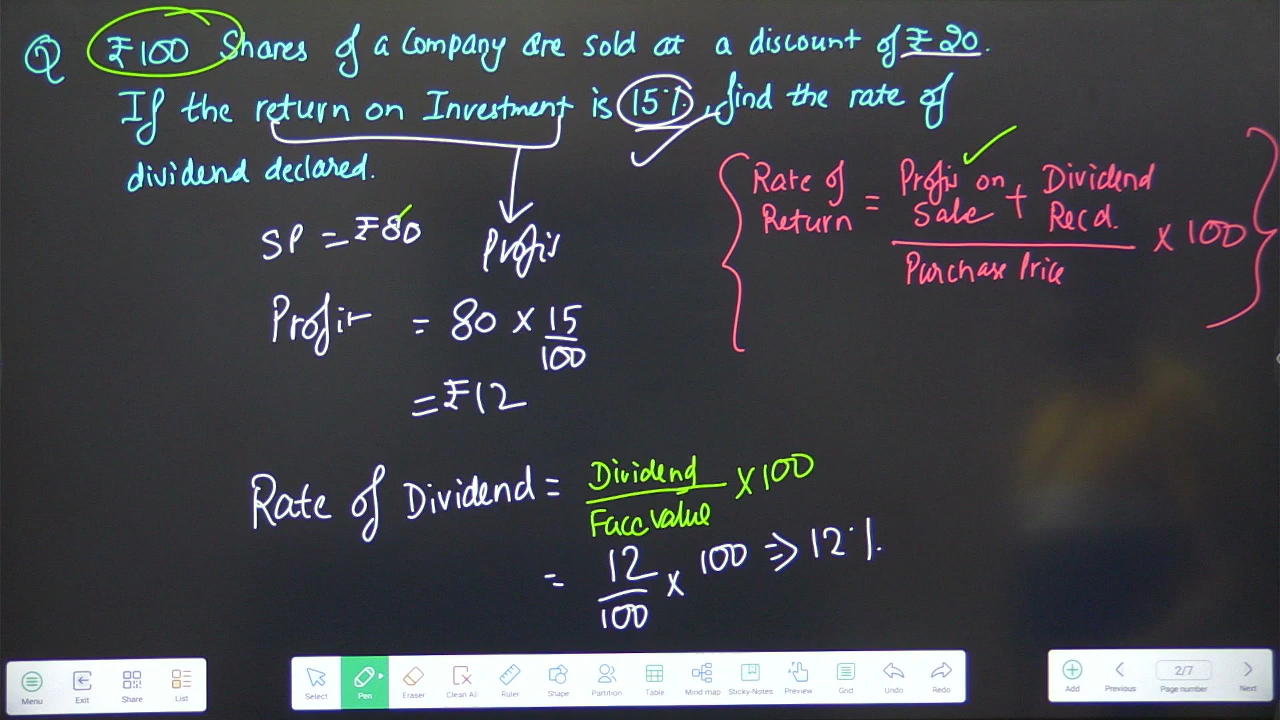 Q ₹100 Shares of a Company are sold at a discount of ₹20.
If the return on Investment is 15%, find the rate of
dividend declared.
Rate of Return = Profit on Sale + Dividend Recd. / Purchase Price × 100
SP = ₹80
Profit
Profit = 80 × 15/100
= ₹12
Rate of Dividend = Dividend / Face value × 100
= 12/100 × 100 ⇒ 12%
Menu Exit Share List
Select Pen Eraser Clean All Ruler Shape Partition Table Mind map Sticky-Notes Preview Grid Undo Redo
Add Previous 2/7 Page number Next